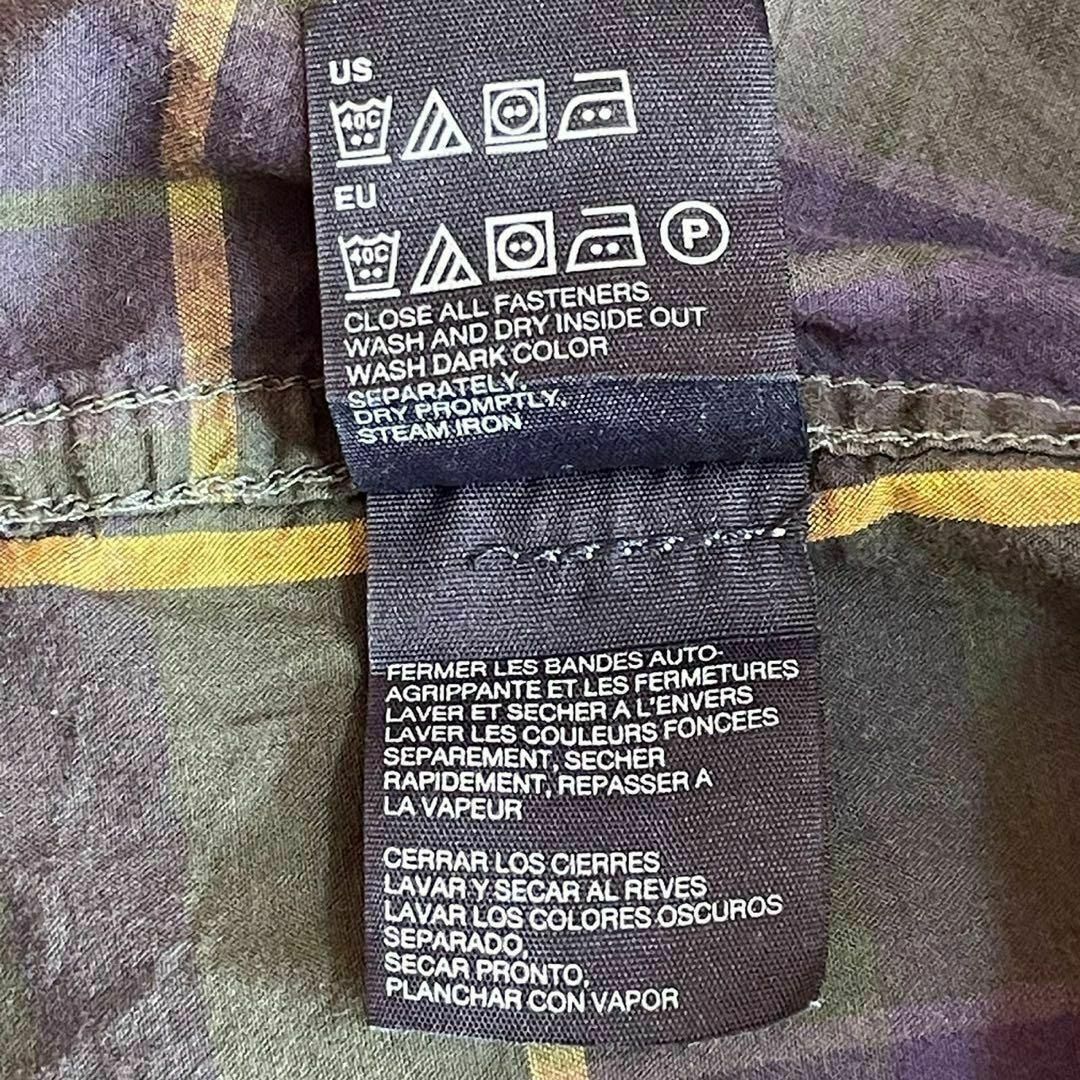 US
40C
EU
40C
P
CLOSE ALL FASTENERS
WASH AND DRY INSIDE OUT
WASH DARK COLOR
SEPARATELY.
DRY PROMPTLY.
STEAM IRON
FERMER LES BANDES AUTO-
AGRIPPANTE ET LES FERMETURES
LAVER ET SECHER A L'ENVERS
LAVER LES COULEURS FONCEES
SEPAREMENT, SECHER
RAPIDEMENT, REPASSER A
LA VAPEUR
CERRAR LOS CIERRES
LAVAR Y SECAR AL REVES
LAVAR LOS COLORES OSCUROS
SEPARADO,
SECAR PRONTO,
PLANCHAR CON VAPOR